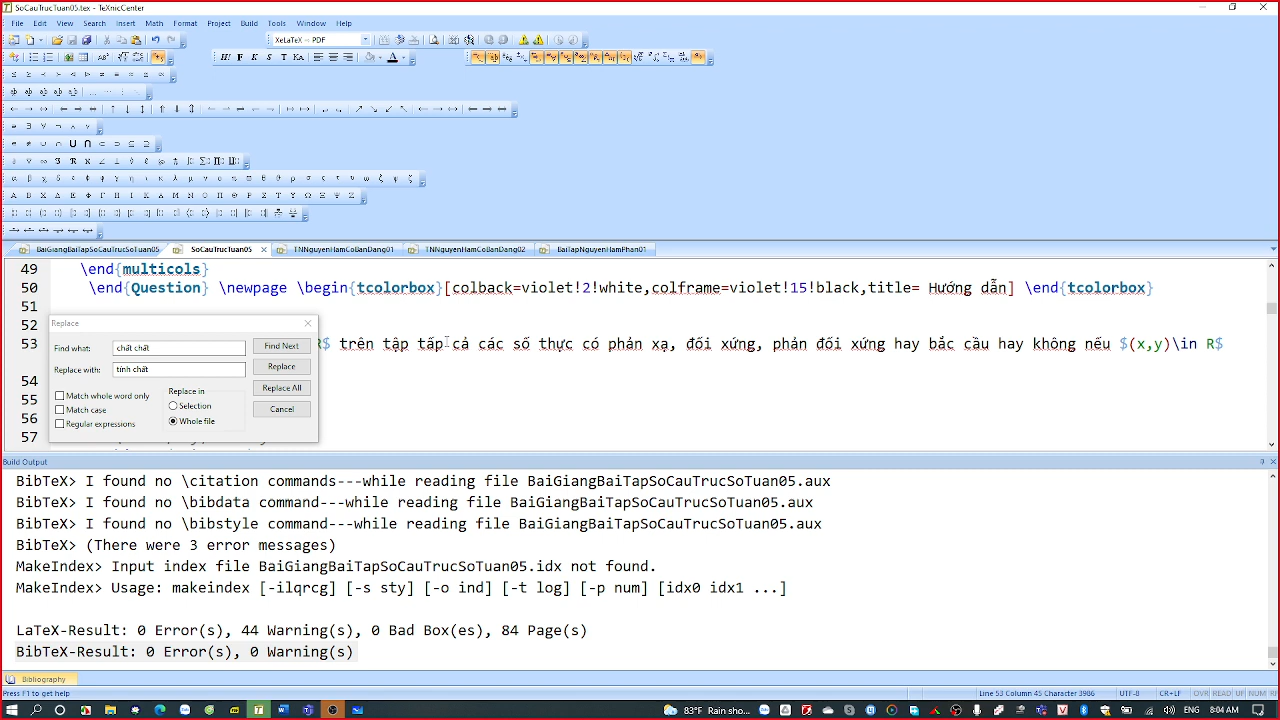 SoCauTrucTuan05.tex - TeXnicCenter
File Edit View Search Insert Math Format Project Build Tools Window Help
XeLaTeX ⇨ PDF
BaiGiangBaiTapSoCauTrucSoTuan05 SoCauTrucTuan05 TNNguyenHamCoBanDang01 TNNguyenHamCoBanDang02 BaiTapNguyenHamPhan01
49 \end{multicols}
50 \end{Question} \newpage \begin{tcolorbox}[colback=violet!2!white,colframe=violet!15!black,title= Hướng dẫn] \end{tcolorbox}
51
52
53 R$ trên tập tấp cả các số thực có phản xạ, đối xứng, phản đối xứng hay bắc cầu hay không nếu $(x,y)\in R$
54
55
56
57
Replace
Find what: chất chất Find Next
Replace with: tính chất Replace
Replace All
Match whole word only Replace in
Match case Selection Cancel
Regular expressions Whole file
Build Output
BibTeX> I found no \citation commands---while reading file BaiGiangBaiTapSoCauTrucSoTuan05.aux
BibTeX> I found no \bibdata command---while reading file BaiGiangBaiTapSoCauTrucSoTuan05.aux
BibTeX> I found no \bibstyle command---while reading file BaiGiangBaiTapSoCauTrucSoTuan05.aux
BibTeX> (There were 3 error messages)
MakeIndex> Input index file BaiGiangBaiTapSoCauTrucSoTuan05.idx not found.
MakeIndex> Usage: makeindex [-ilqrcg] [-s sty] [-o ind] [-t log] [-p num] [idx0 idx1 ...]
LaTeX-Result: 0 Error(s), 44 Warning(s), 0 Bad Box(es), 84 Page(s)
BibTeX-Result: 0 Error(s), 0 Warning(s)
Bibliography
Press F1 to get help Line 53 Column 45 Character 3986 UTF-8 CR+LF OVR READ UF NUM
83°F Rain sho... ENG 8:04 AM